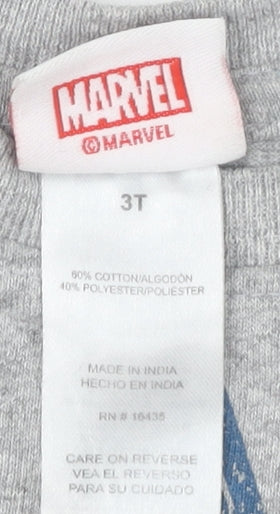 MARVEL
© MARVEL
3T
60% COTTON/ALGODÓN
40% POLYESTER/POLIÉSTER
MADE IN INDIA
HECHO EN INDIA
RN # 16435
CARE ON REVERSE
VEA EL REVERSO
PARA SU CUIDADO